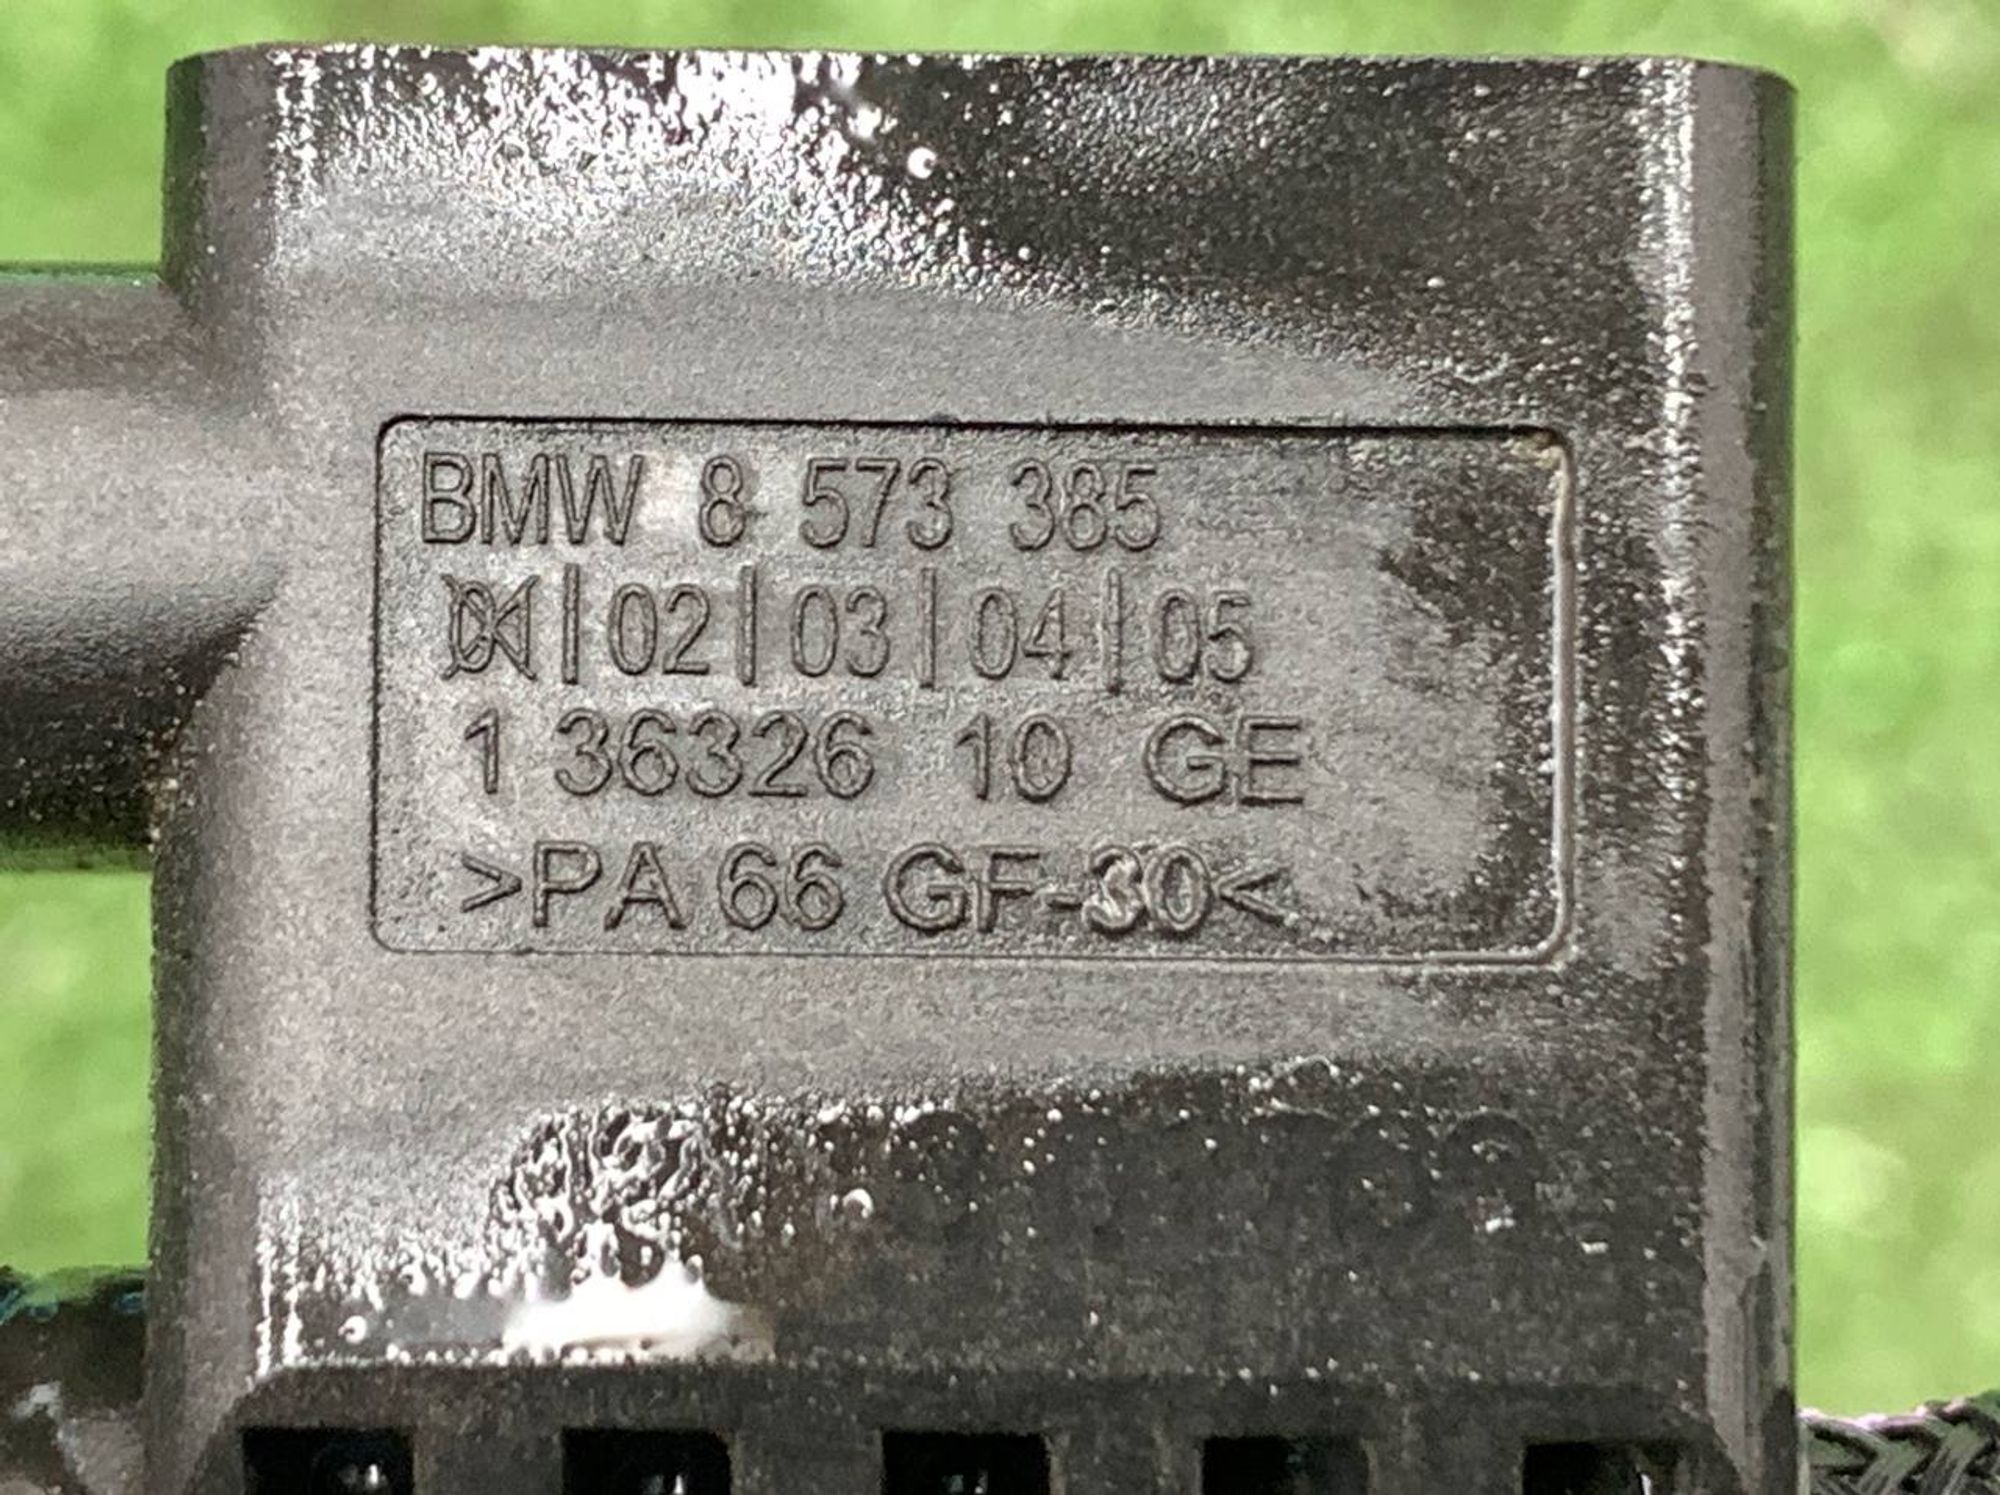 BMW 8 573 385
|02|03|04|05
1 36326 10 GE
>PA 66 GF-30<